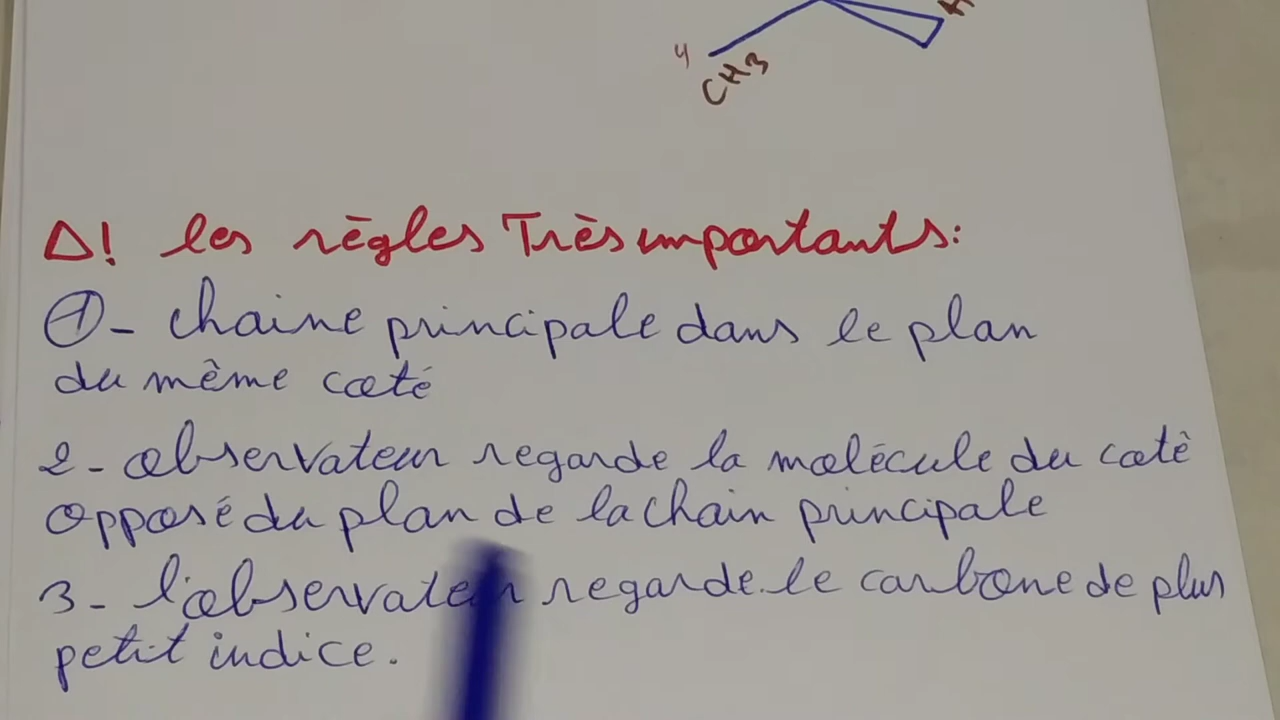 4
CH3
⚠! les règles Très importants:
①- chaine principale dans le plan
du même coté
2- observateur regarde la molécule du coté
opposé du plan de la chain principale
3- l'observateur regarde le carbone de plus
petit indice.